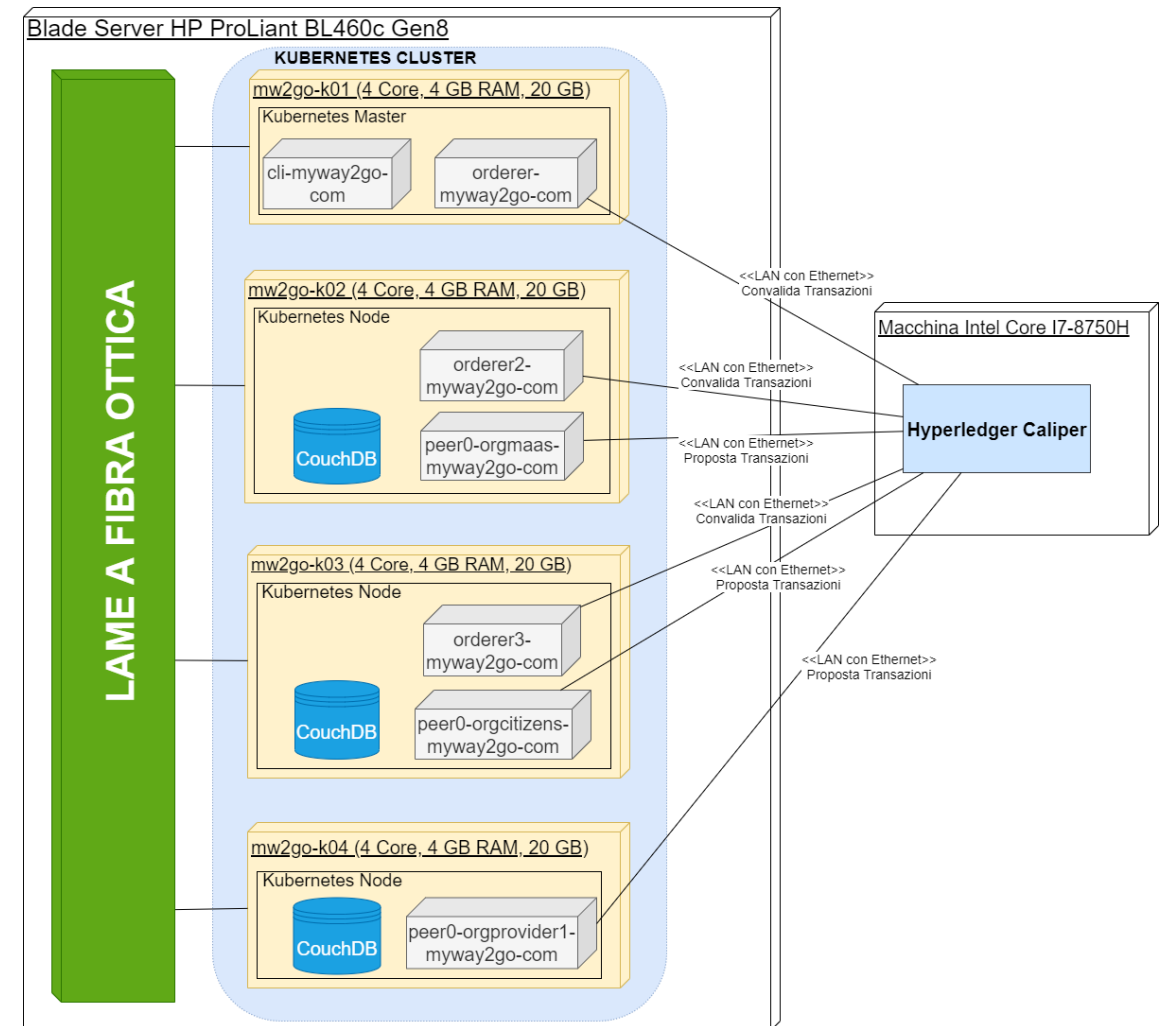 Blade Server HP ProLiant BL460c Gen8
KUBERNETES CLUSTER
LAME A FIBRA OTTICA
mw2go-k01 (4 Core, 4 GB RAM, 20 GB)
Kubernetes Master
cli-myway2go-
com
orderer-
myway2go-com
mw2go-k02 (4 Core, 4 GB RAM, 20 GB)
Kubernetes Node
orderer2-
myway2go-com
CouchDB
peer0-orgmaas-
myway2go-com
mw2go-k03 (4 Core, 4 GB RAM, 20 GB)
Kubernetes Node
orderer3-
myway2go-com
CouchDB
peer0-orgcitizens-
myway2go-com
mw2go-k04 (4 Core, 4 GB RAM, 20 GB)
Kubernetes Node
CouchDB
peer0-orgprovider1-
myway2go-com
<<LAN con Ethernet>>
Convalida Transazioni
<<LAN con Ethernet>>
Convalida Transazioni
<<LAN con Ethernet>>
Proposta Transazioni
<<LAN con Ethernet>>
Convalida Transazioni
<<LAN con Ethernet>>
Proposta Transazioni
<<LAN con Ethernet>>
Proposta Transazioni
Macchina Intel Core I7-8750H
Hyperledger Caliper